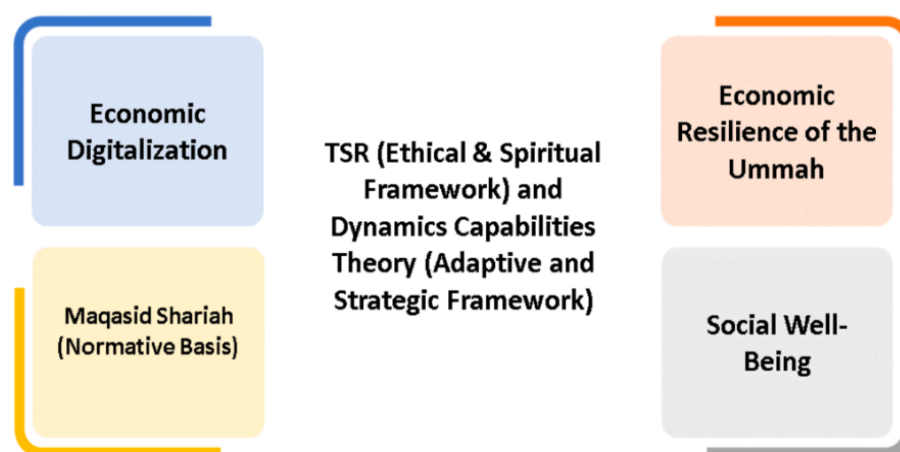 Economic
Digitalization
Maqasid Shariah
(Normative Basis)
TSR (Ethical & Spiritual
Framework) and
Dynamics Capabilities
Theory (Adaptive and
Strategic Framework)
Economic
Resilience of the
Ummah
Social Well-
Being